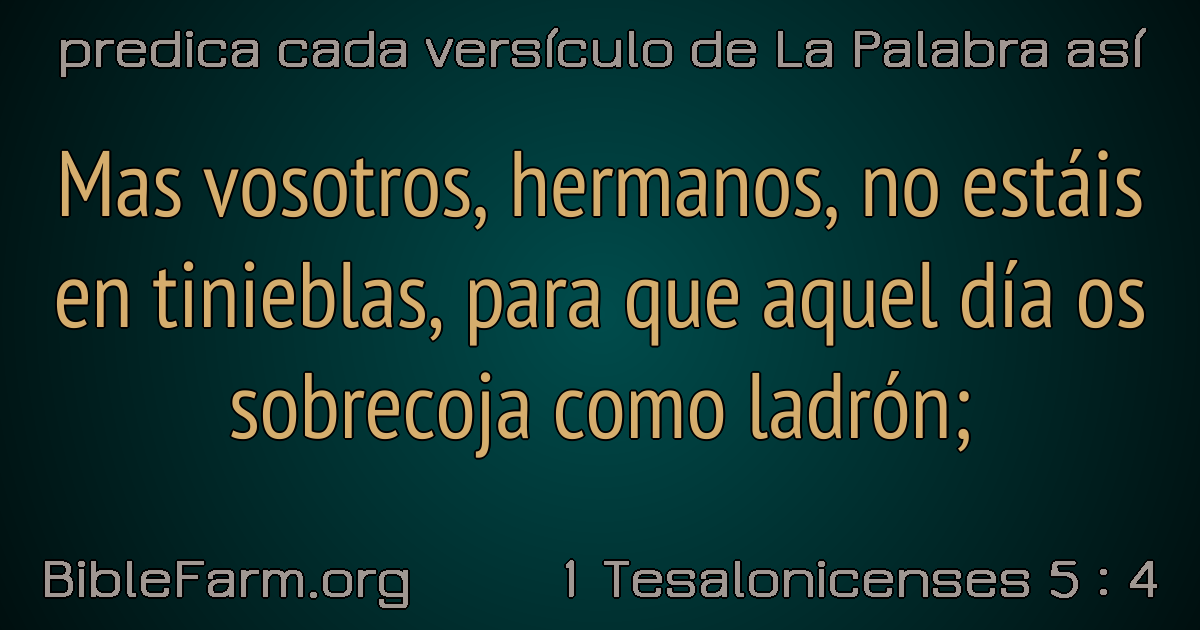 predica cada versículo de La Palabra así
Mas vosotros, hermanos, no estáis
en tinieblas, para que aquel día os
sobrecoja como ladrón;
BibleFarm.org 1 Tesalonicenses 5 : 4